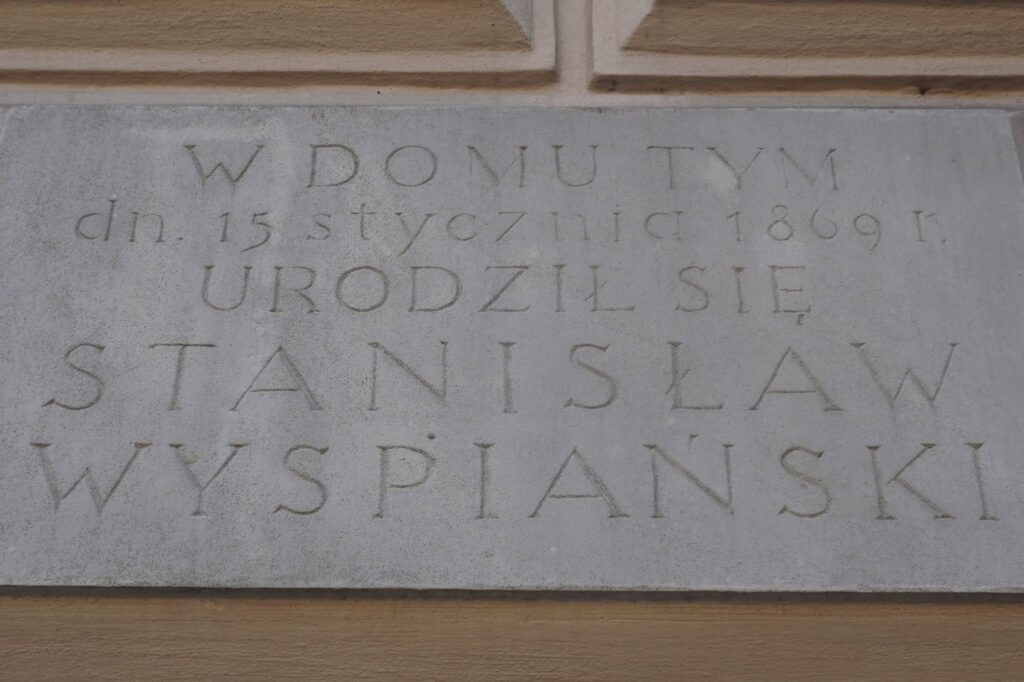 W DOMU TYM
dn. 15 stycznia 1869 r.
URODZIŁ SIĘ
STANISŁAW
WYSPIAŃSKI